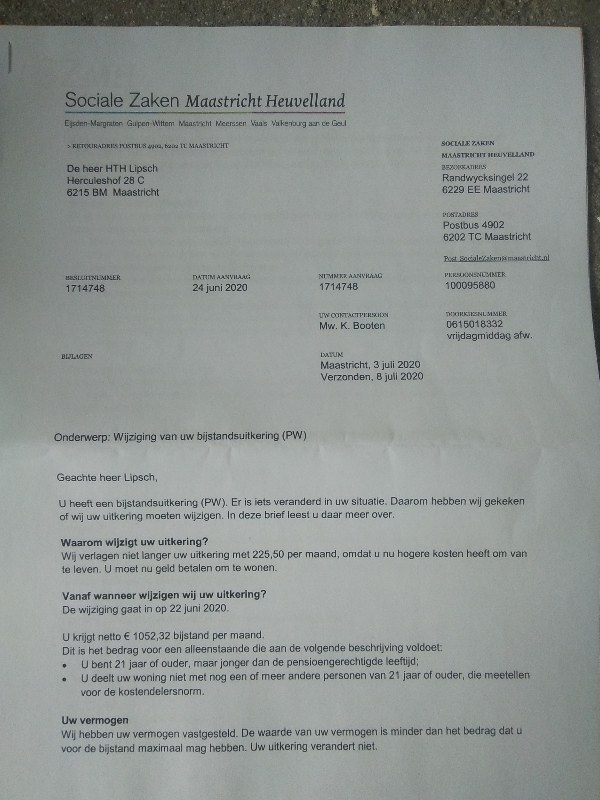 Sociale Zaken Maastricht Heuvelland
Eijsden-Margraten Gulpen-Wittem Maastricht Meerssen Vaals Valkenburg aan de Geul
> RETOURADRES POSTBUS 4902, 6202 TC MAASTRICHT
De heer HTH Lipsch
Herculeshof 28 C
6215 BM Maastricht
SOCIALE ZAKEN
MAASTRICHT HEUVELLAND
BEZOEKADRES
Randwycksingel 22
6229 EE Maastricht
POSTADRES
Postbus 4902
6202 TC Maastricht
Post_SocialeZaken@maastricht.nl
BESLUITNUMMER
1714748
DATUM AANVRAAG
24 juni 2020
NUMMER AANVRAAG
1714748
PERSOONSNUMMER
100095880
UW CONTACTPERSOON
Mw. K. Booten
DOORKIESNUMMER
0615018332
vrijdagmiddag afw.
BIJLAGEN
DATUM
Maastricht, 3 juli 2020
Verzonden, 8 juli 2020
Onderwerp: Wijziging van uw bijstandsuitkering (PW)
Geachte heer Lipsch,
U heeft een bijstandsuitkering (PW). Er is iets veranderd in uw situatie. Daarom hebben wij gekeken
of wij uw uitkering moeten wijzigen. In deze brief leest u daar meer over.
Waarom wijzigt uw uitkering?
Wij verlagen niet langer uw uitkering met 225,50 per maand, omdat u nu hogere kosten heeft om van
te leven. U moet nu geld betalen om te wonen.
Vanaf wanneer wijzigen wij uw uitkering?
De wijziging gaat in op 22 juni 2020.
U krijgt netto € 1052,32 bijstand per maand.
Dit is het bedrag voor een alleenstaande die aan de volgende beschrijving voldoet:
• U bent 21 jaar of ouder, maar jonger dan de pensioengerechtigde leeftijd;
• U deelt uw woning niet met nog een of meer andere personen van 21 jaar of ouder, die meetellen
voor de kostendelersnorm.
Uw vermogen
Wij hebben uw vermogen vastgesteld. De waarde van uw vermogen is minder dan het bedrag dat u
voor de bijstand maximaal mag hebben. Uw uitkering verandert niet.